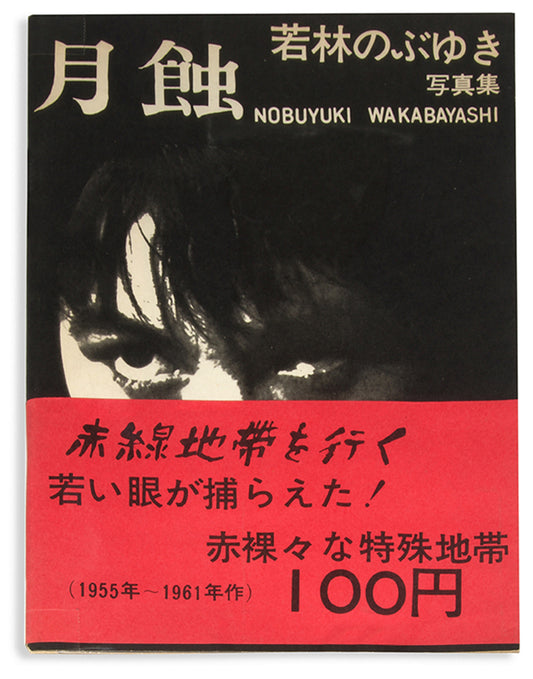 月蝕
若林のぶゆき
写真集
NOBUYUKI WAKABAYASHI
赤線地帯を行く
若い眼が捕らえた!
赤裸々な特殊地帯
(1955年~1961年作)
100円